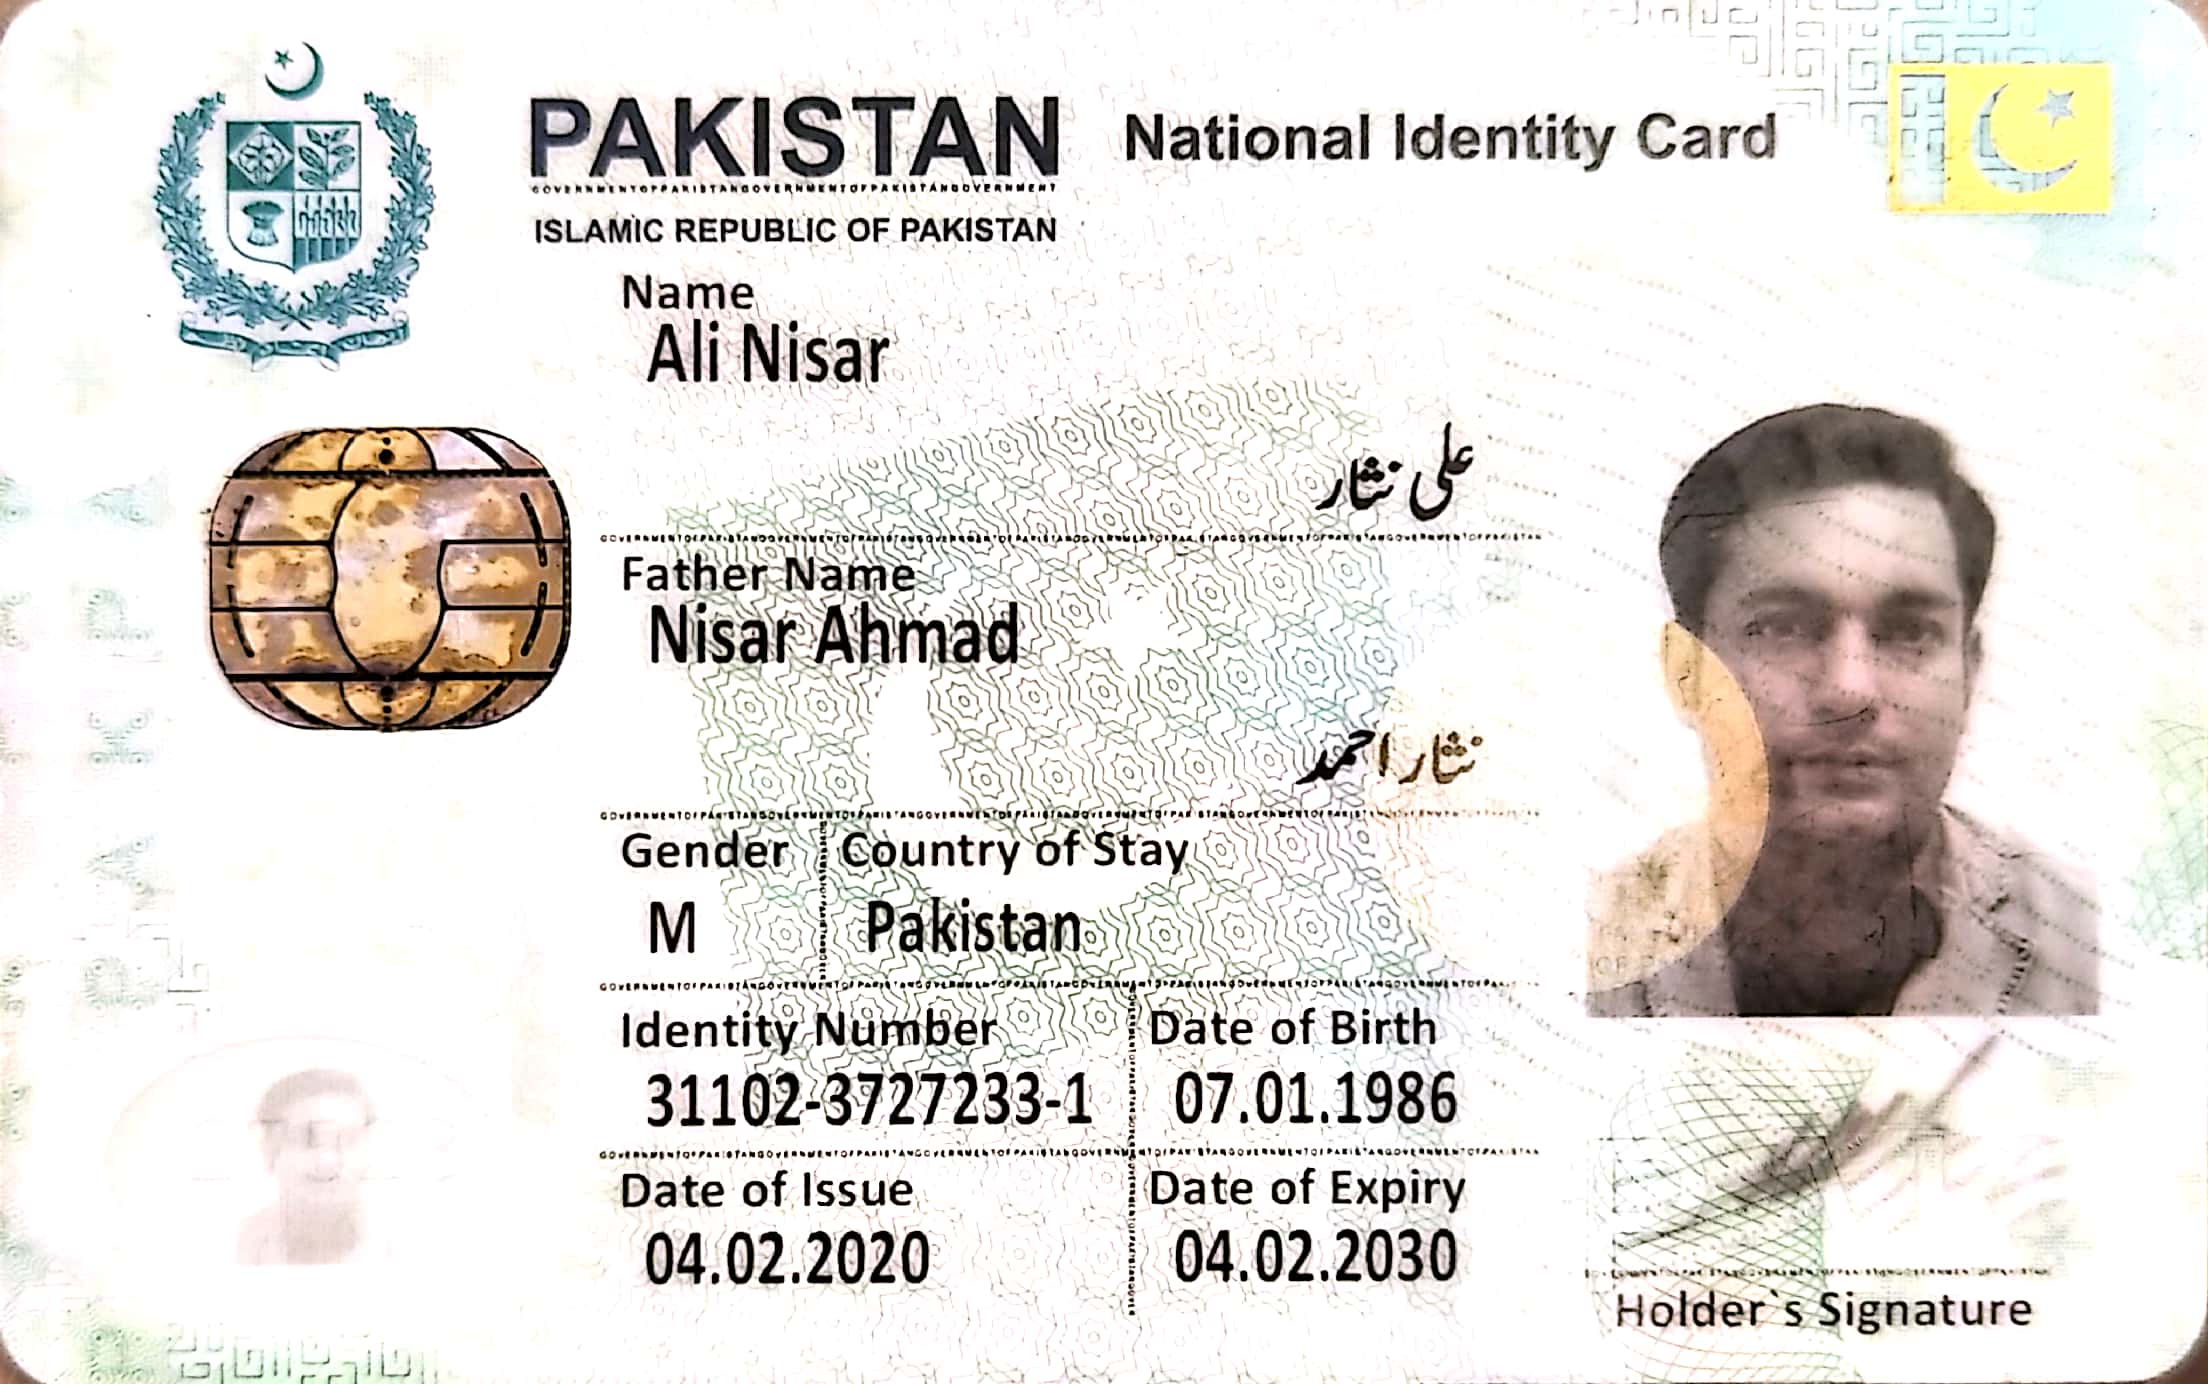 PAKISTAN National Identity Card
ISLAMIC REPUBLIC OF PAKISTAN
Name
Ali Nisar
علی نثار
Father Name
Nisar Ahmad
نثار احمد
Gender Country of Stay
M Pakistan
Identity Number Date of Birth
31102-3727233-1 07.01.1986
Date of Issue Date of Expiry
04.02.2020 04.02.2030
Holder`s Signature